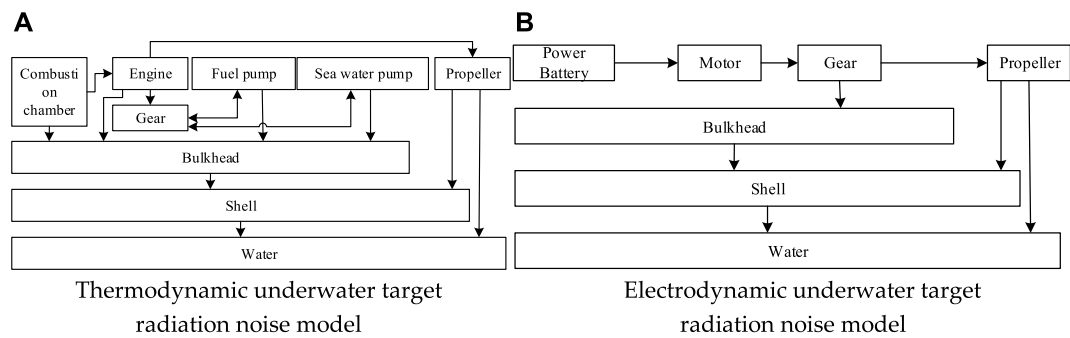 A
Combusti
on
chamber
Engine
Fuel pump
Sea water pump
Propeller
Gear
Bulkhead
Shell
Water
Thermodynamic underwater target
radiation noise model
B
Power
Battery
Motor
Gear
Propeller
Bulkhead
Shell
Water
Electrodynamic underwater target
radiation noise model